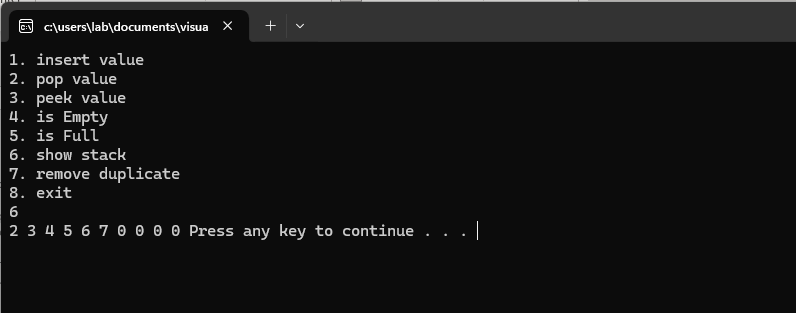 c:\users\lab\documents\visua
1. insert value
2. pop value
3. peek value
4. is Empty
5. is Full
6. show stack
7. remove duplicate
8. exit
6
2 3 4 5 6 7 0 0 0 0 Press any key to continue . . .